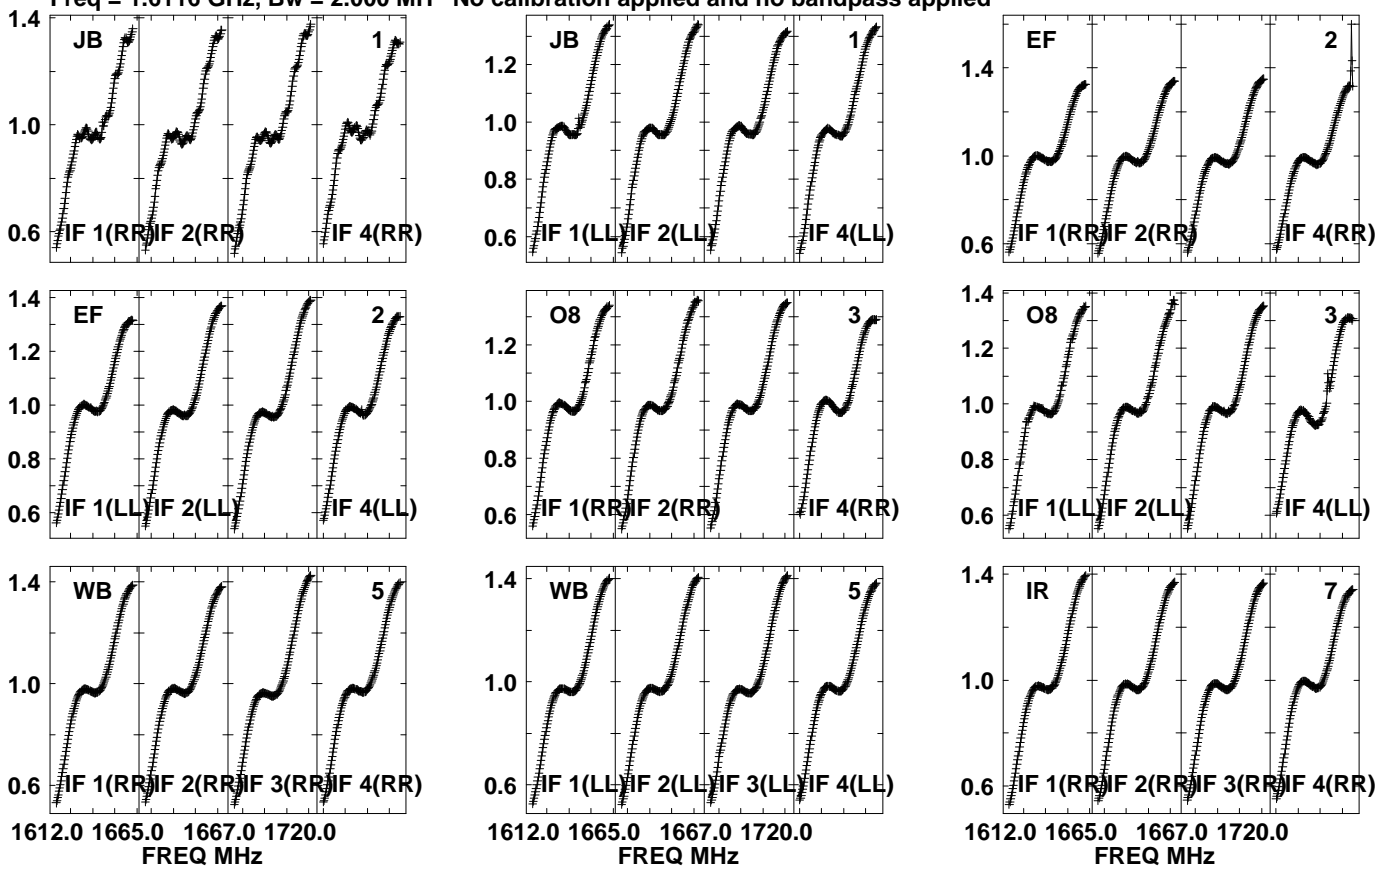 Freq = 1.6116 GHz, Bw = 2.000 MH No calibration applied and no bandpass applied
1.4
1.0
0.6
JB 1
IF 1(RR) IF 2(RR) IF 4(RR)
1.2
1.0
0.8
0.6
JB 1
IF 1(LL) IF 2(LL) IF 4(LL)
1.4
1.0
0.6
EF 2
IF 1(RR) IF 2(RR) IF 4(RR)
1.4
1.2
1.0
0.8
0.6
EF 2
IF 1(LL) IF 2(LL) IF 4(LL)
1.2
1.0
0.8
0.6
O8 3
IF 1(RR) IF 2(RR) IF 4(RR)
1.4
1.2
1.0
0.8
0.6
O8 3
IF 1(LL) IF 2(LL) IF 4(LL)
1.4
1.0
0.6
WB 5
IF 1(RR) IF 2(RR) IF 3(RR) IF 4(RR)
1612.0 1665.0 1667.0 1720.0
FREQ MHz
1.4
1.0
0.6
WB 5
IF 1(LL) IF 2(LL) IF 3(LL) IF 4(LL)
1612.0 1665.0 1667.0 1720.0
FREQ MHz
1.4
1.0
0.6
IR 7
IF 1(RR) IF 2(RR) IF 3(RR) IF 4(RR)
1612.0 1665.0 1667.0 1720.0
FREQ MHz